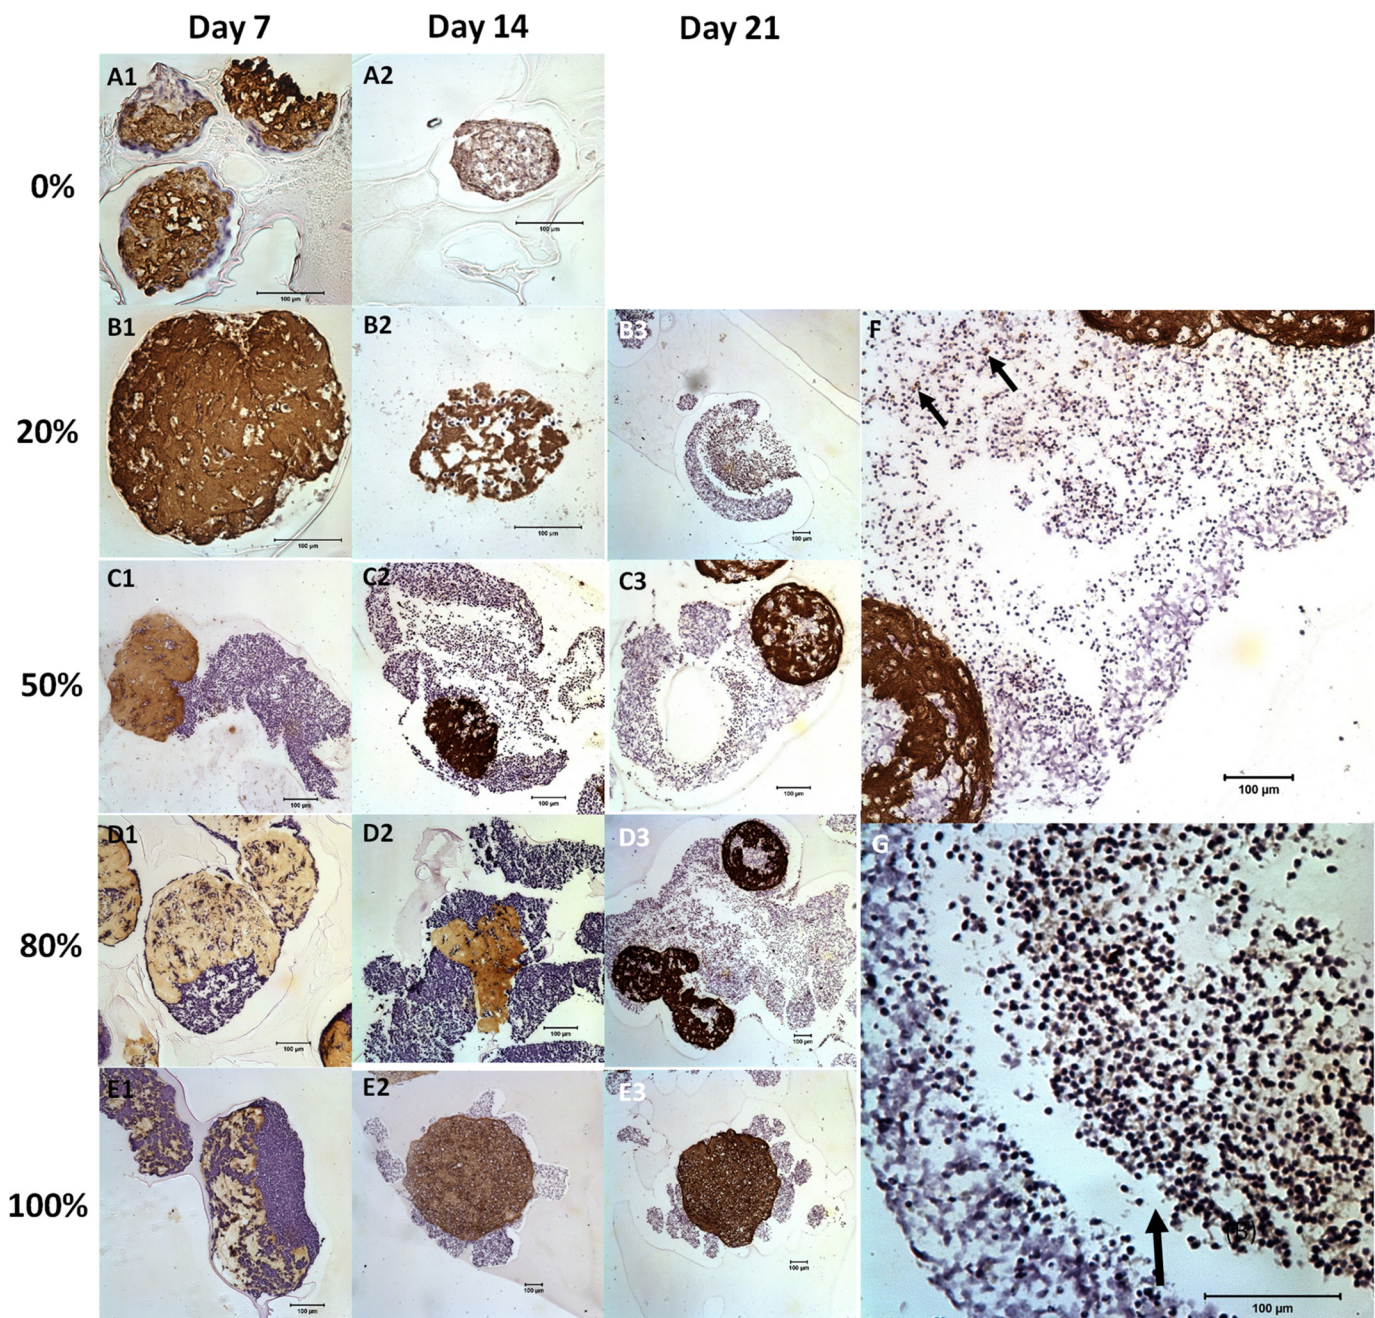 Day 7 Day 14 Day 21
A1 A2
0%
100 µm 100 µm
B1 B2 B3 F
20%
100 µm 100 µm 100 µm
C1 C2 C3
50%
100 µm
100 µm 100 µm 100 µm
D1 D2 D3 G
80%
100 µm 100 µm 100 µm
E1 E2 E3
100%
(B)
100 µm 100 µm 100 µm 100 µm